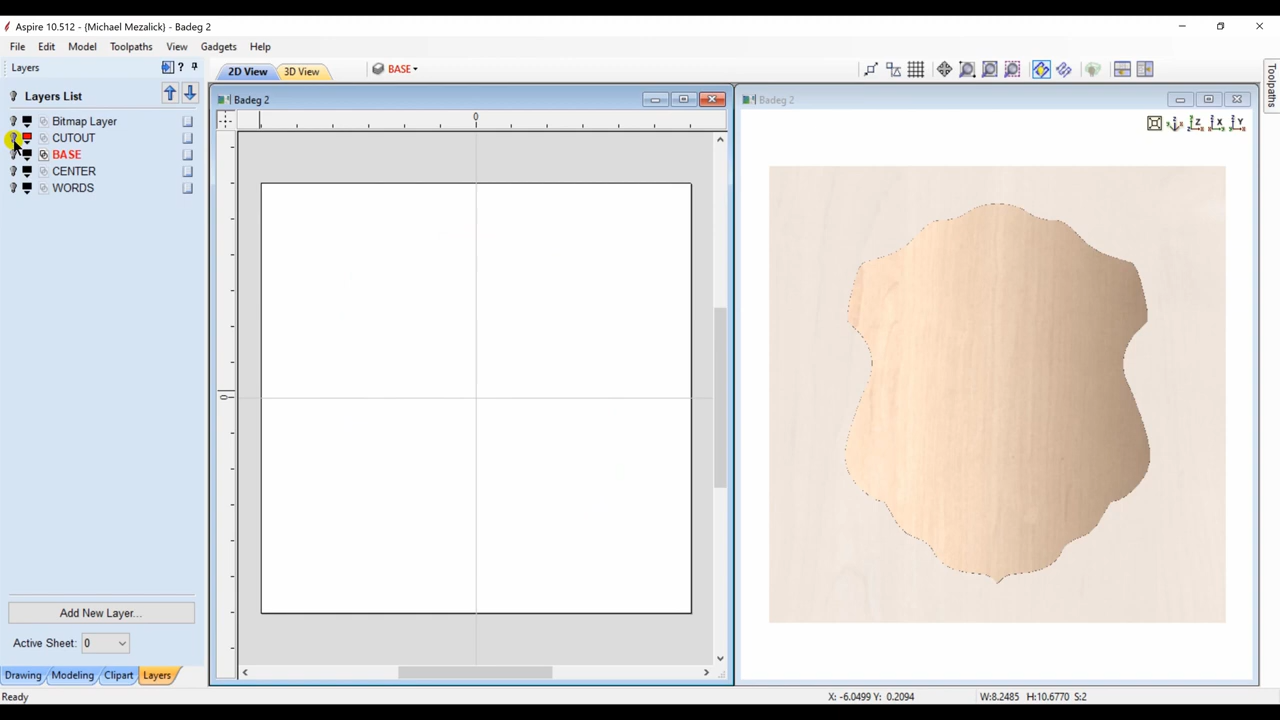 Aspire 10.512 - {Michael Mezalick} - Badeg 2
File Edit Model Toolpaths View Gadgets Help
Layers
?
2D View 3D View BASE
Layers List
Bitmap Layer
CUTOUT
BASE
CENTER
WORDS
Badeg 2
0
0
Badeg 2
Z X Y
Toolpaths
Add New Layer...
Active Sheet: 0
Drawing Modeling Clipart Layers
Ready
X: -6.0499 Y: 0.2094
W:8.2485 H:10.6770 S:2